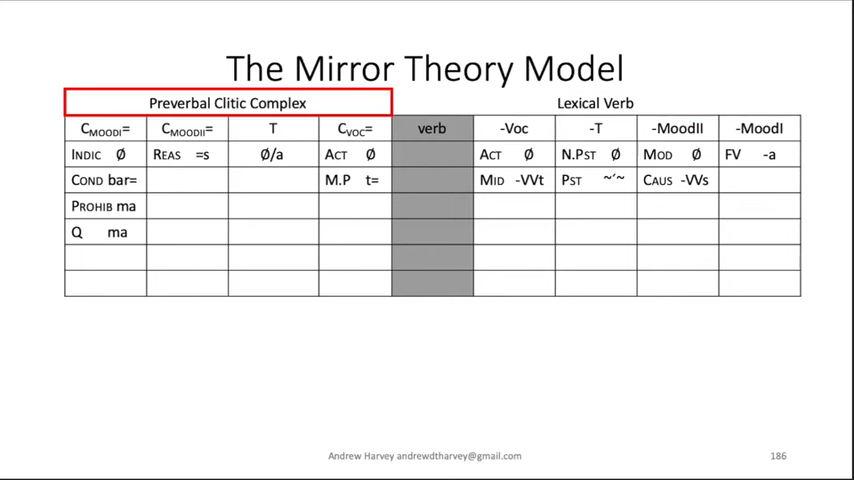 The Mirror Theory Model
Preverbal Clitic Complex Lexical Verb
CMOODI= CMOODII= T CVOC= verb -Voc -T -MoodII -MoodI
INDIC Ø REAS =s Ø/a ACT Ø ACT Ø N.PST Ø MOD Ø FV -a
COND bar= M.P t= MID -VVt PST ~´~ CAUS -VVs
PROHIB ma
Q ma
Andrew Harvey andrewdtharvey@gmail.com 186